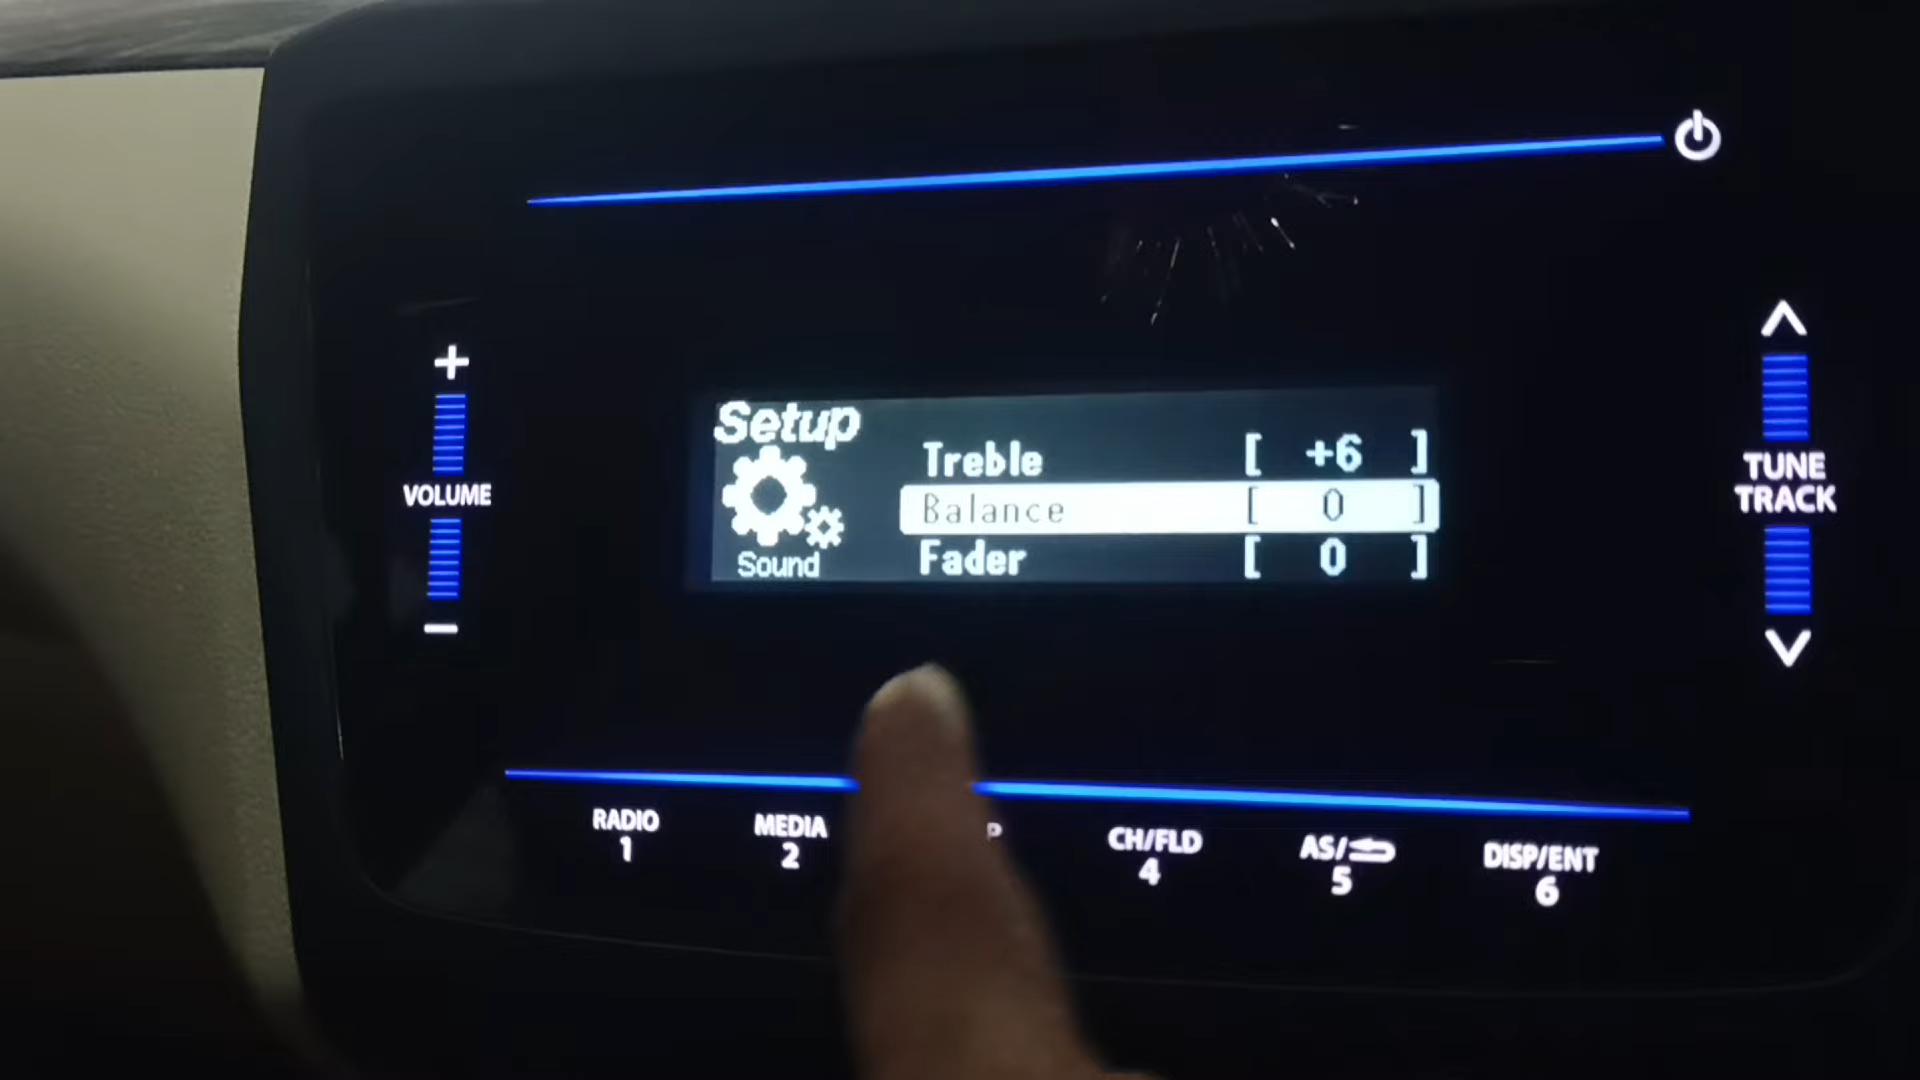 Setup
Sound
Treble [ +6 ]
Balance [ 0 ]
Fader [ 0 ]
+
VOLUME
−
TUNE
TRACK
RADIO
1
MEDIA
2
P
CH/FLD
4
AS/
5
DISP/ENT
6